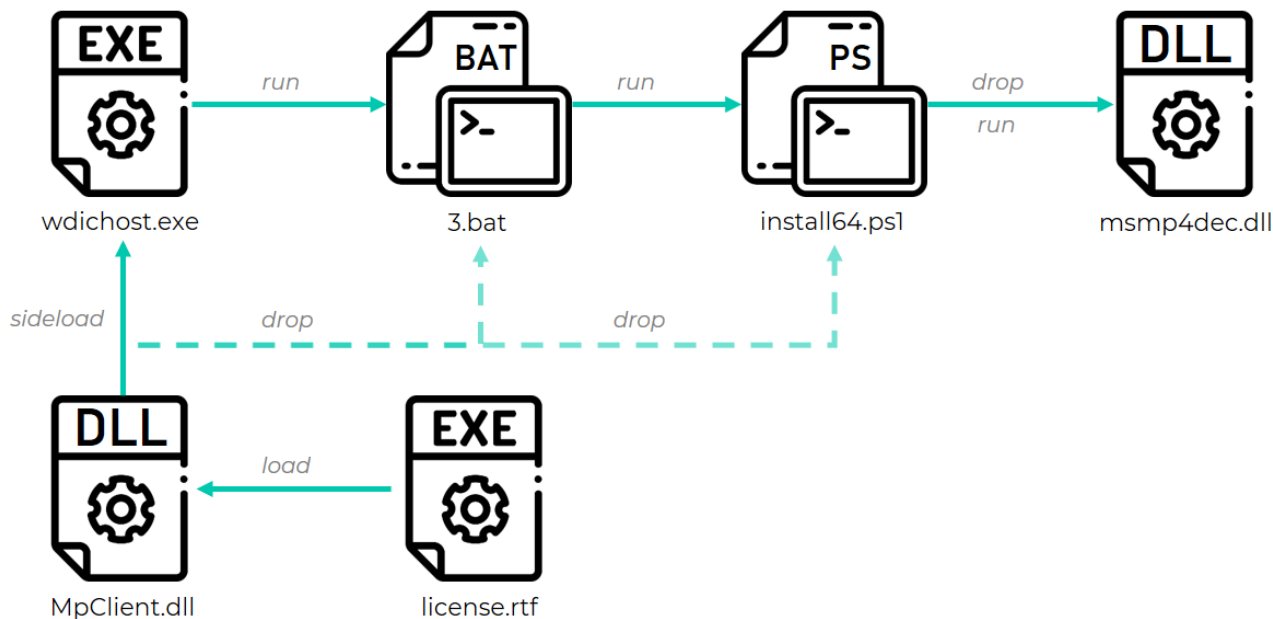 EXE
BAT
PS
DLL
run
run
drop
run
wdichost.exe
3.bat
install64.ps1
msmp4dec.dll
sideload
drop
drop
DLL
EXE
load
MpClient.dll
license.rtf